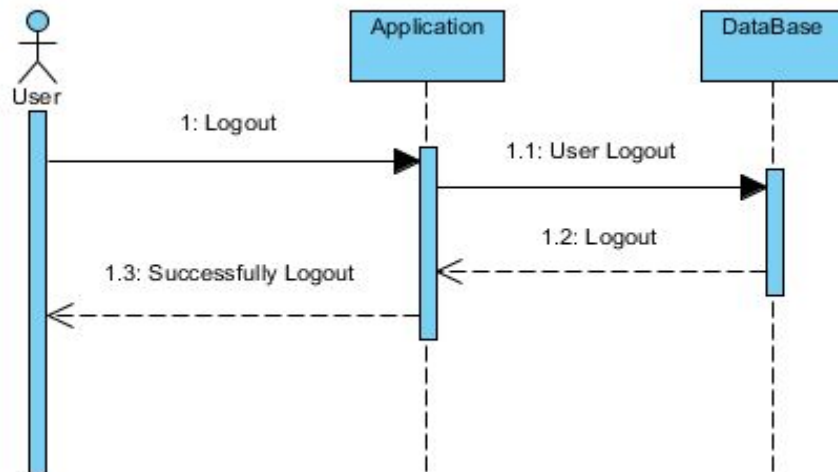 Application
DataBase
User
1: Logout
1.1: User Logout
1.2: Logout
1.3: Successfully Logout